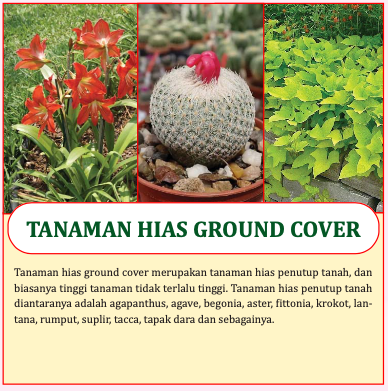 TANAMAN HIAS GROUND COVER
Tanaman hias ground cover merupakan tanaman hias penutup tanah, dan
biasanya tinggi tanaman tidak terlalu tinggi. Tanaman hias penutup tanah
diantaranya adalah agapanthus, agave, begonia, aster, fittonia, krokot, lan-
tana, rumput, suplir, tacca, tapak dara dan sebagainya.